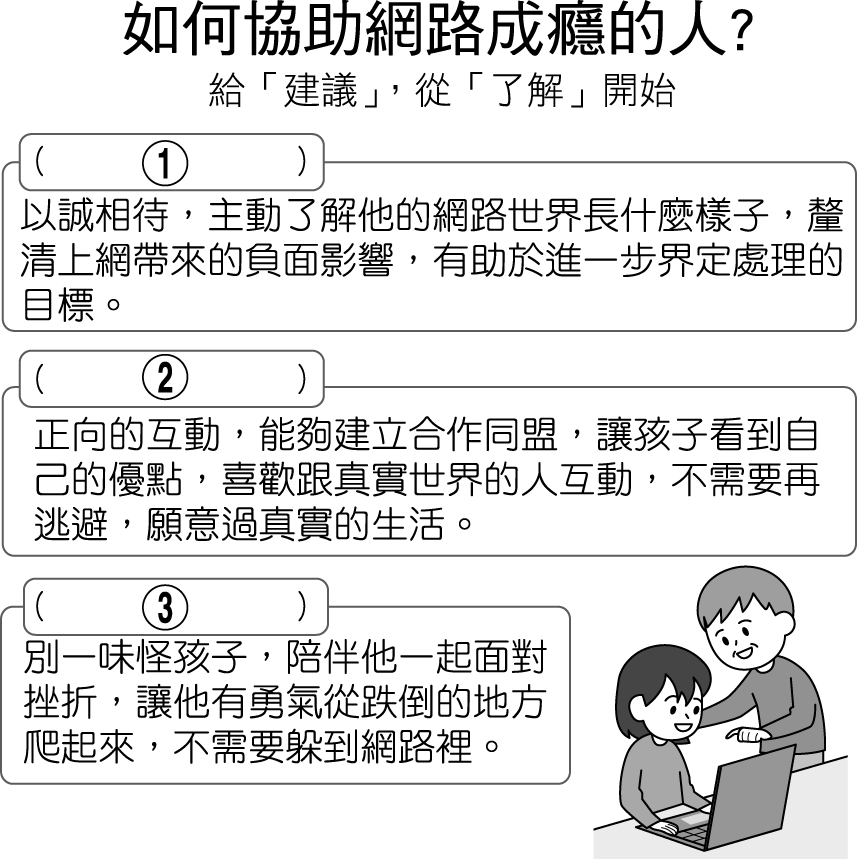 如何協助網路成癮的人?
給「建議」，從「了解」開始
( ① )
以誠相待，主動了解他的網路世界長什麼樣子，釐
清上網帶來的負面影響，有助於進一步界定處理的
目標。
( ② )
正向的互動，能夠建立合作同盟，讓孩子看到自
己的優點，喜歡跟真實世界的人互動，不需要再
逃避，願意過真實的生活。
( ③ )
別一味怪孩子，陪伴他一起面對
挫折，讓他有勇氣從跌倒的地方
爬起來，不需要躲到網路裡。